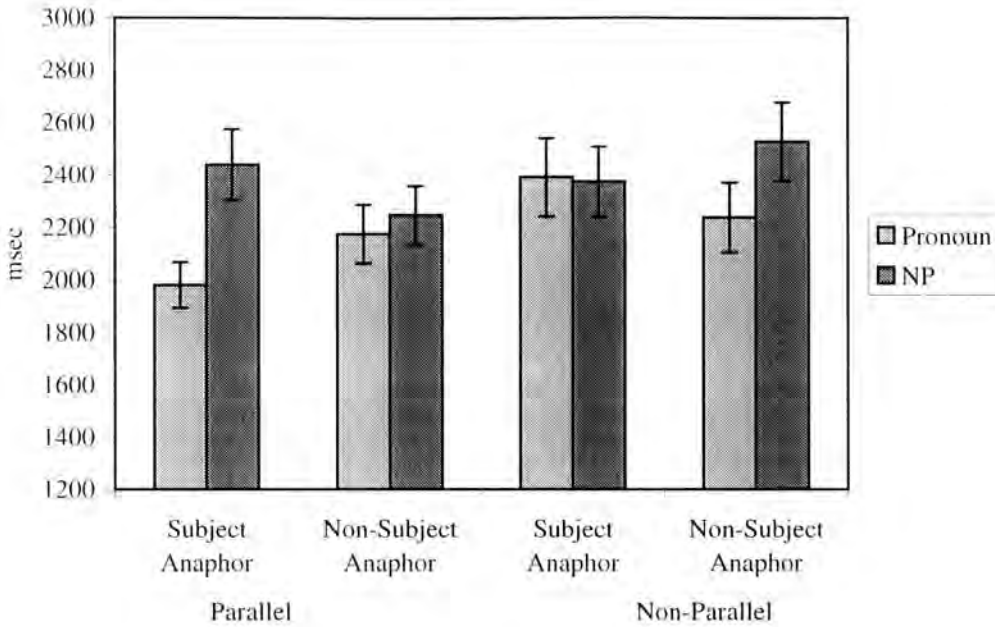 3000
2800
2600
2400
2200
2000
1800
1600
1400
1200
msec
Pronoun
NP
Subject Anaphor
Non-Subject Anaphor
Subject Anaphor
Non-Subject Anaphor
Parallel
Non-Parallel